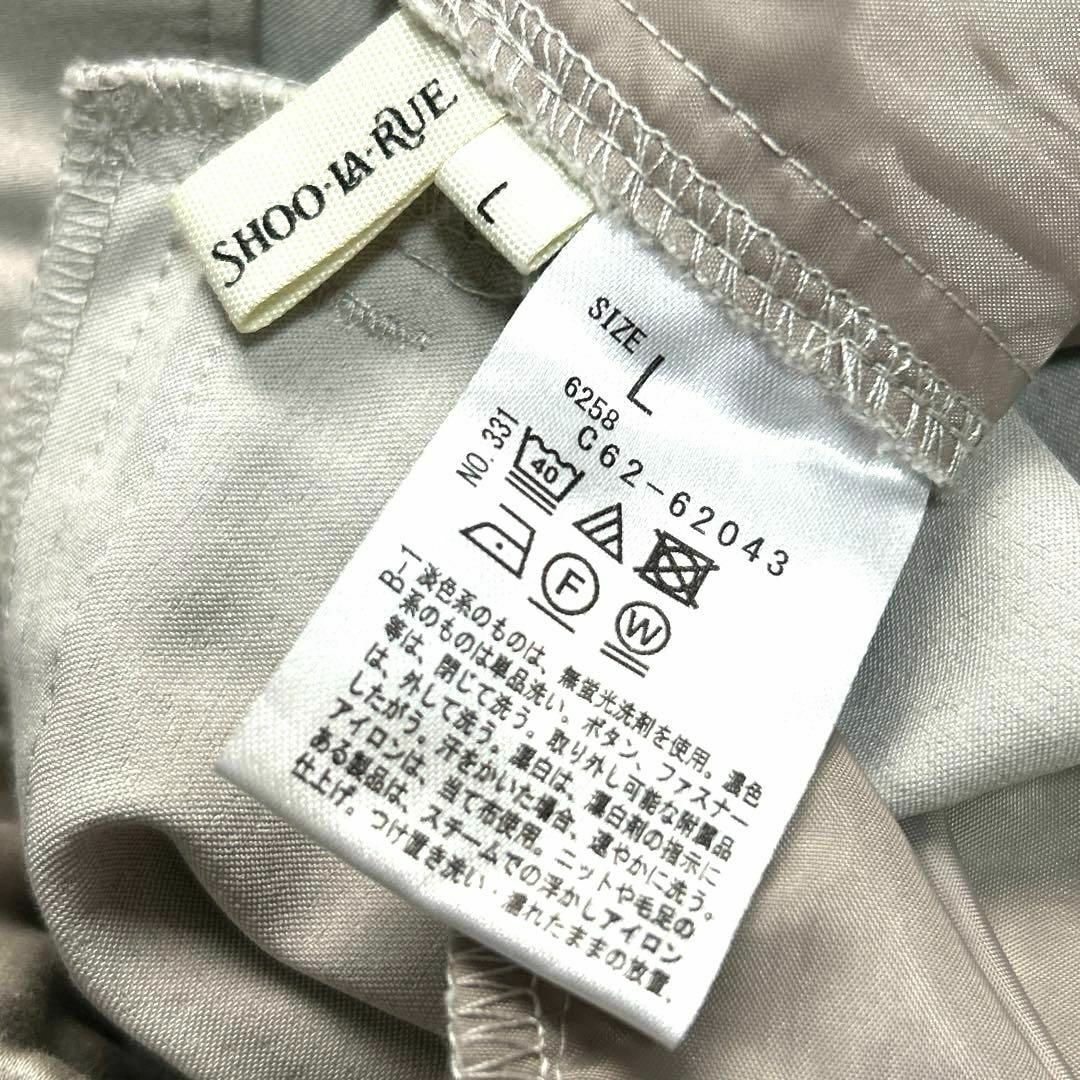 SHOO·LA·RUE
L
SIZE
L
6258
C62-62043
NO. 331
40
F
W
B-1
淡色系のものは、無蛍光洗剤を使用。濃色
系のものは単品洗い。ボタン、ファスナー
等は、閉じて洗う。取り外し可能な附属品
は、外して洗う。漂白は、漂白剤の指示に
したがう。汗をかいた場合、速やかに洗う。
アイロンは、当て布使用。ニットや毛足の
ある製品は、スチームでの浮かしアイロン
仕上げ。つけ置き洗い・濡れたままの放置